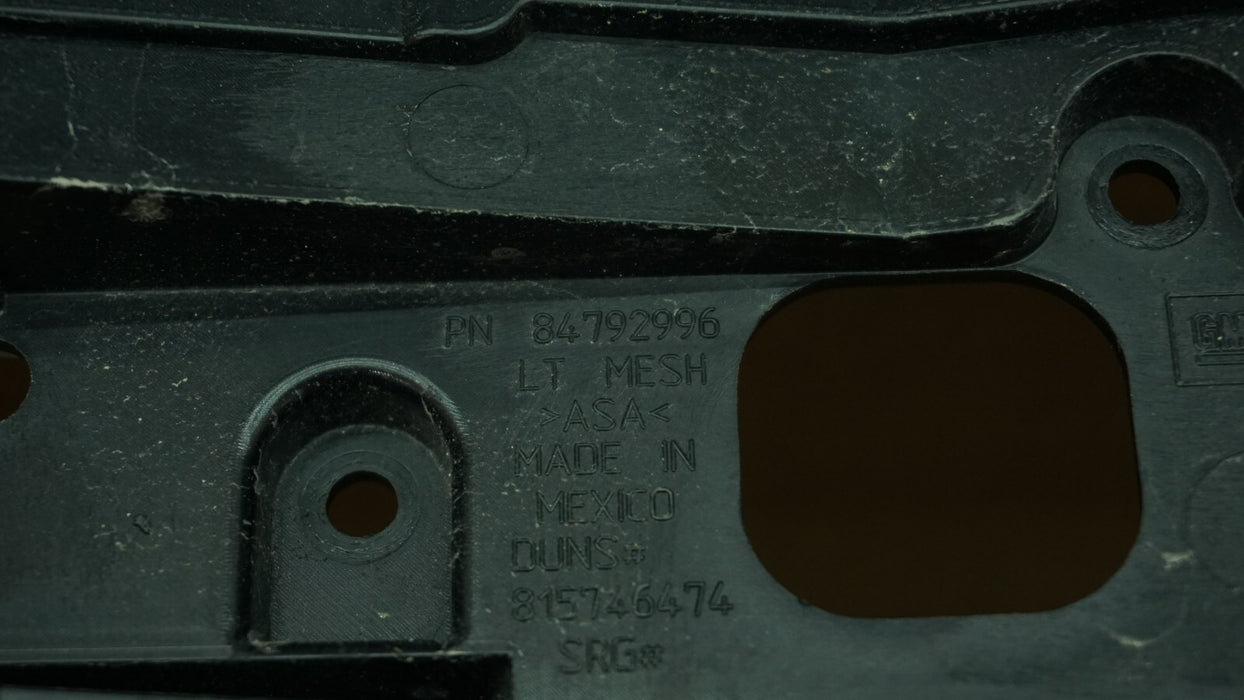 PN 84792996
LT MESH
>ASA<
MADE IN
MEXICO
DUNS#
815746474
SRG#